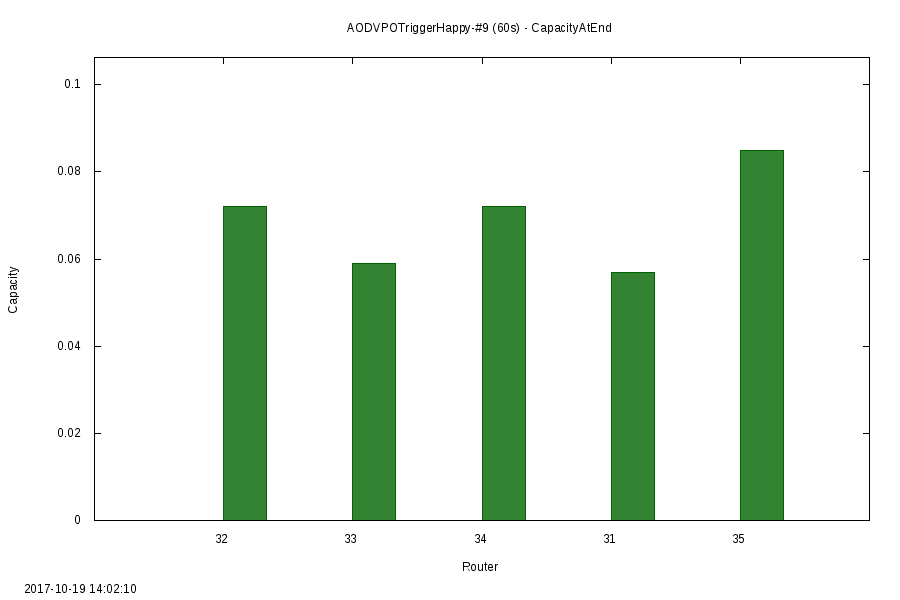 AODVPOTriggerHappy-#9 (60s) - CapacityAtEnd
0.1
0.08
0.06
0.04
0.02
0
Capacity
32 33 34 31 35
Router
2017-10-19 14:02:10